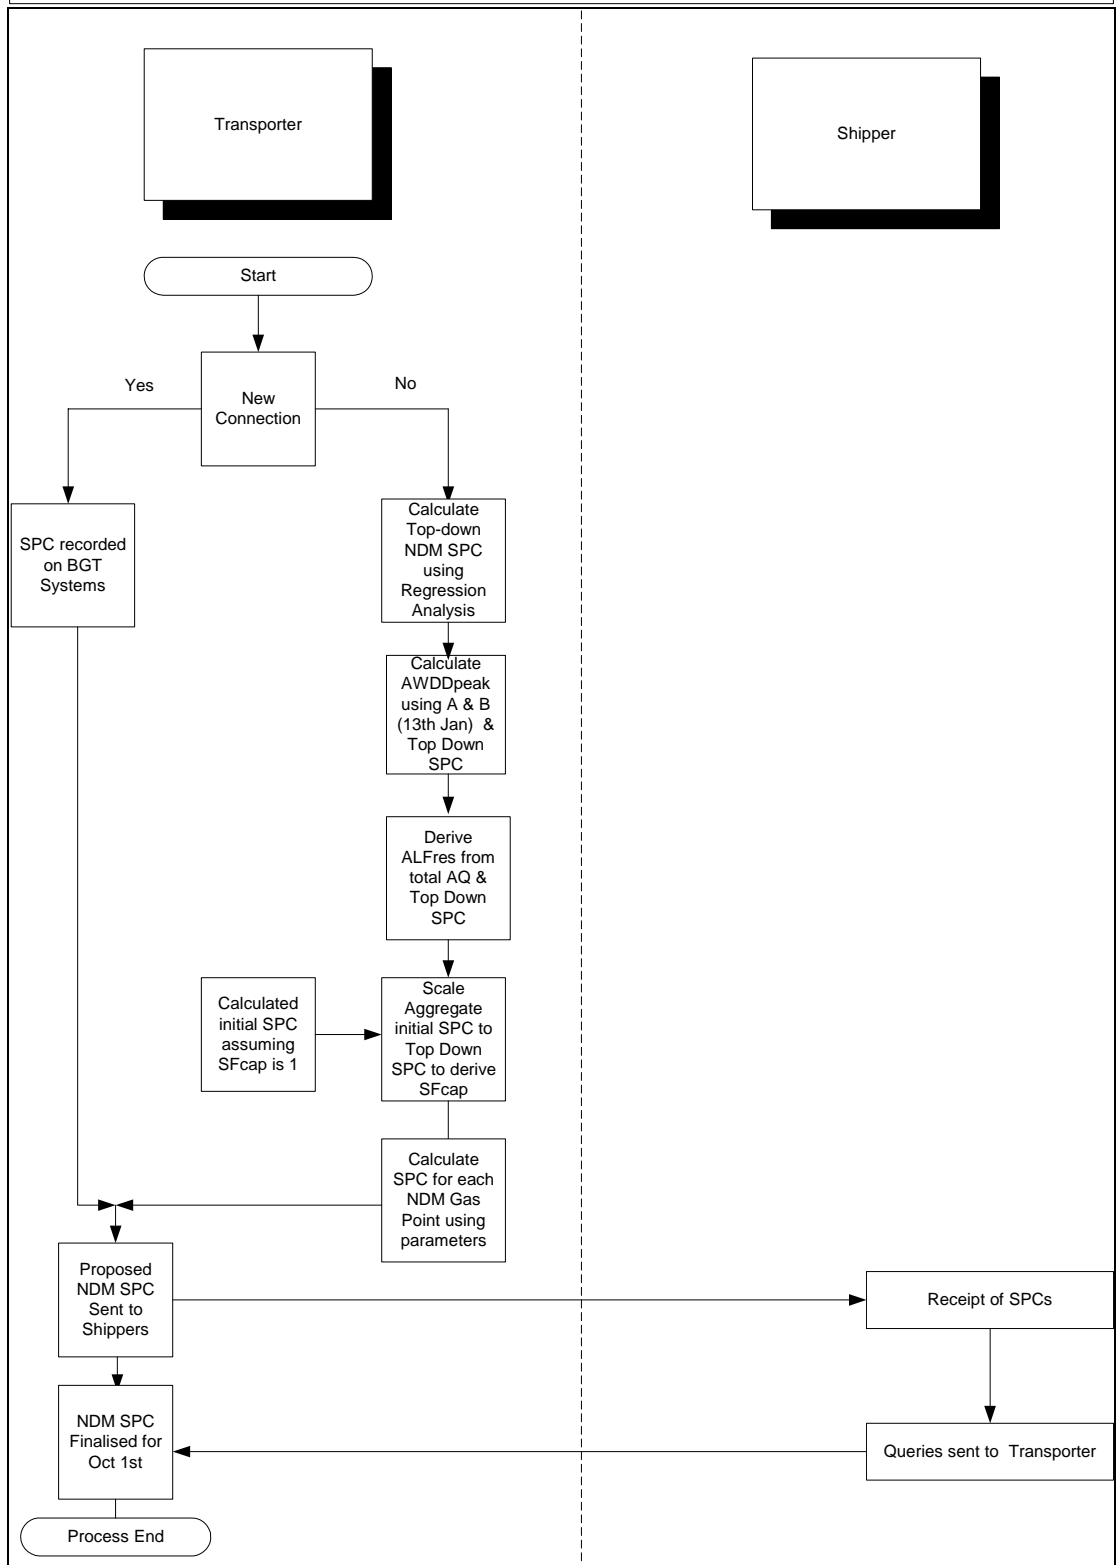 Transporter
Shipper
Start
Yes
No
New
Connection
SPC recorded
on BGT
Systems
Calculate
Top-down
NDM SPC
using
Regression
Analysis
Calculate
AWDDpeak
using A & B
(13th Jan) &
Top Down
SPC
Derive
ALFres from
total AQ &
Top Down
SPC
Calculated
initial SPC
assuming
SFcap is 1
Scale
Aggregate
initial SPC to
Top Down
SPC to derive
SFcap
Calculate
SPC for each
NDM Gas
Point using
parameters
Proposed
NDM SPC
Sent to
Shippers
Receipt of SPCs
NDM SPC
Finalised for
Oct 1st
Queries sent to Transporter
Process End